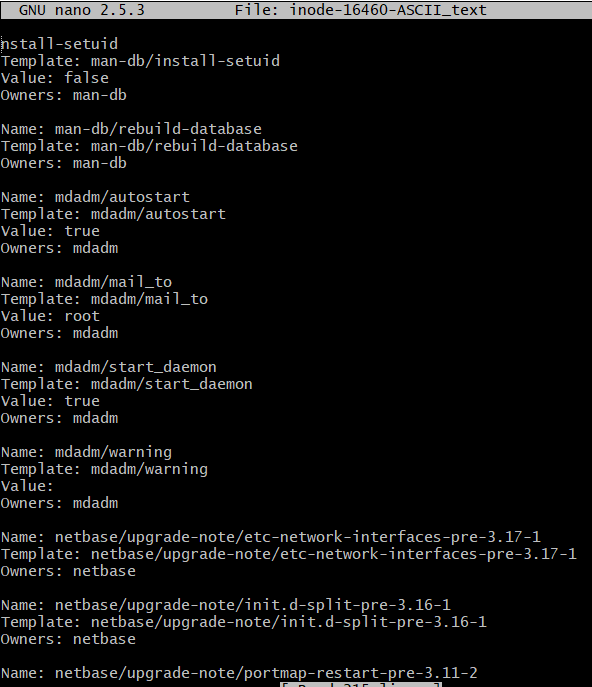 GNU nano 2.5.3 File: inode-16460-ASCII_text
nstall-setuid
Template: man-db/install-setuid
Value: false
Owners: man-db
Name: man-db/rebuild-database
Template: man-db/rebuild-database
Owners: man-db
Name: mdadm/autostart
Template: mdadm/autostart
Value: true
Owners: mdadm
Name: mdadm/mail_to
Template: mdadm/mail_to
Value: root
Owners: mdadm
Name: mdadm/start_daemon
Template: mdadm/start_daemon
Value: true
Owners: mdadm
Name: mdadm/warning
Template: mdadm/warning
Value:
Owners: mdadm
Name: netbase/upgrade-note/etc-network-interfaces-pre-3.17-1
Template: netbase/upgrade-note/etc-network-interfaces-pre-3.17-1
Owners: netbase
Name: netbase/upgrade-note/init.d-split-pre-3.16-1
Template: netbase/upgrade-note/init.d-split-pre-3.16-1
Owners: netbase
Name: netbase/upgrade-note/portmap-restart-pre-3.11-2